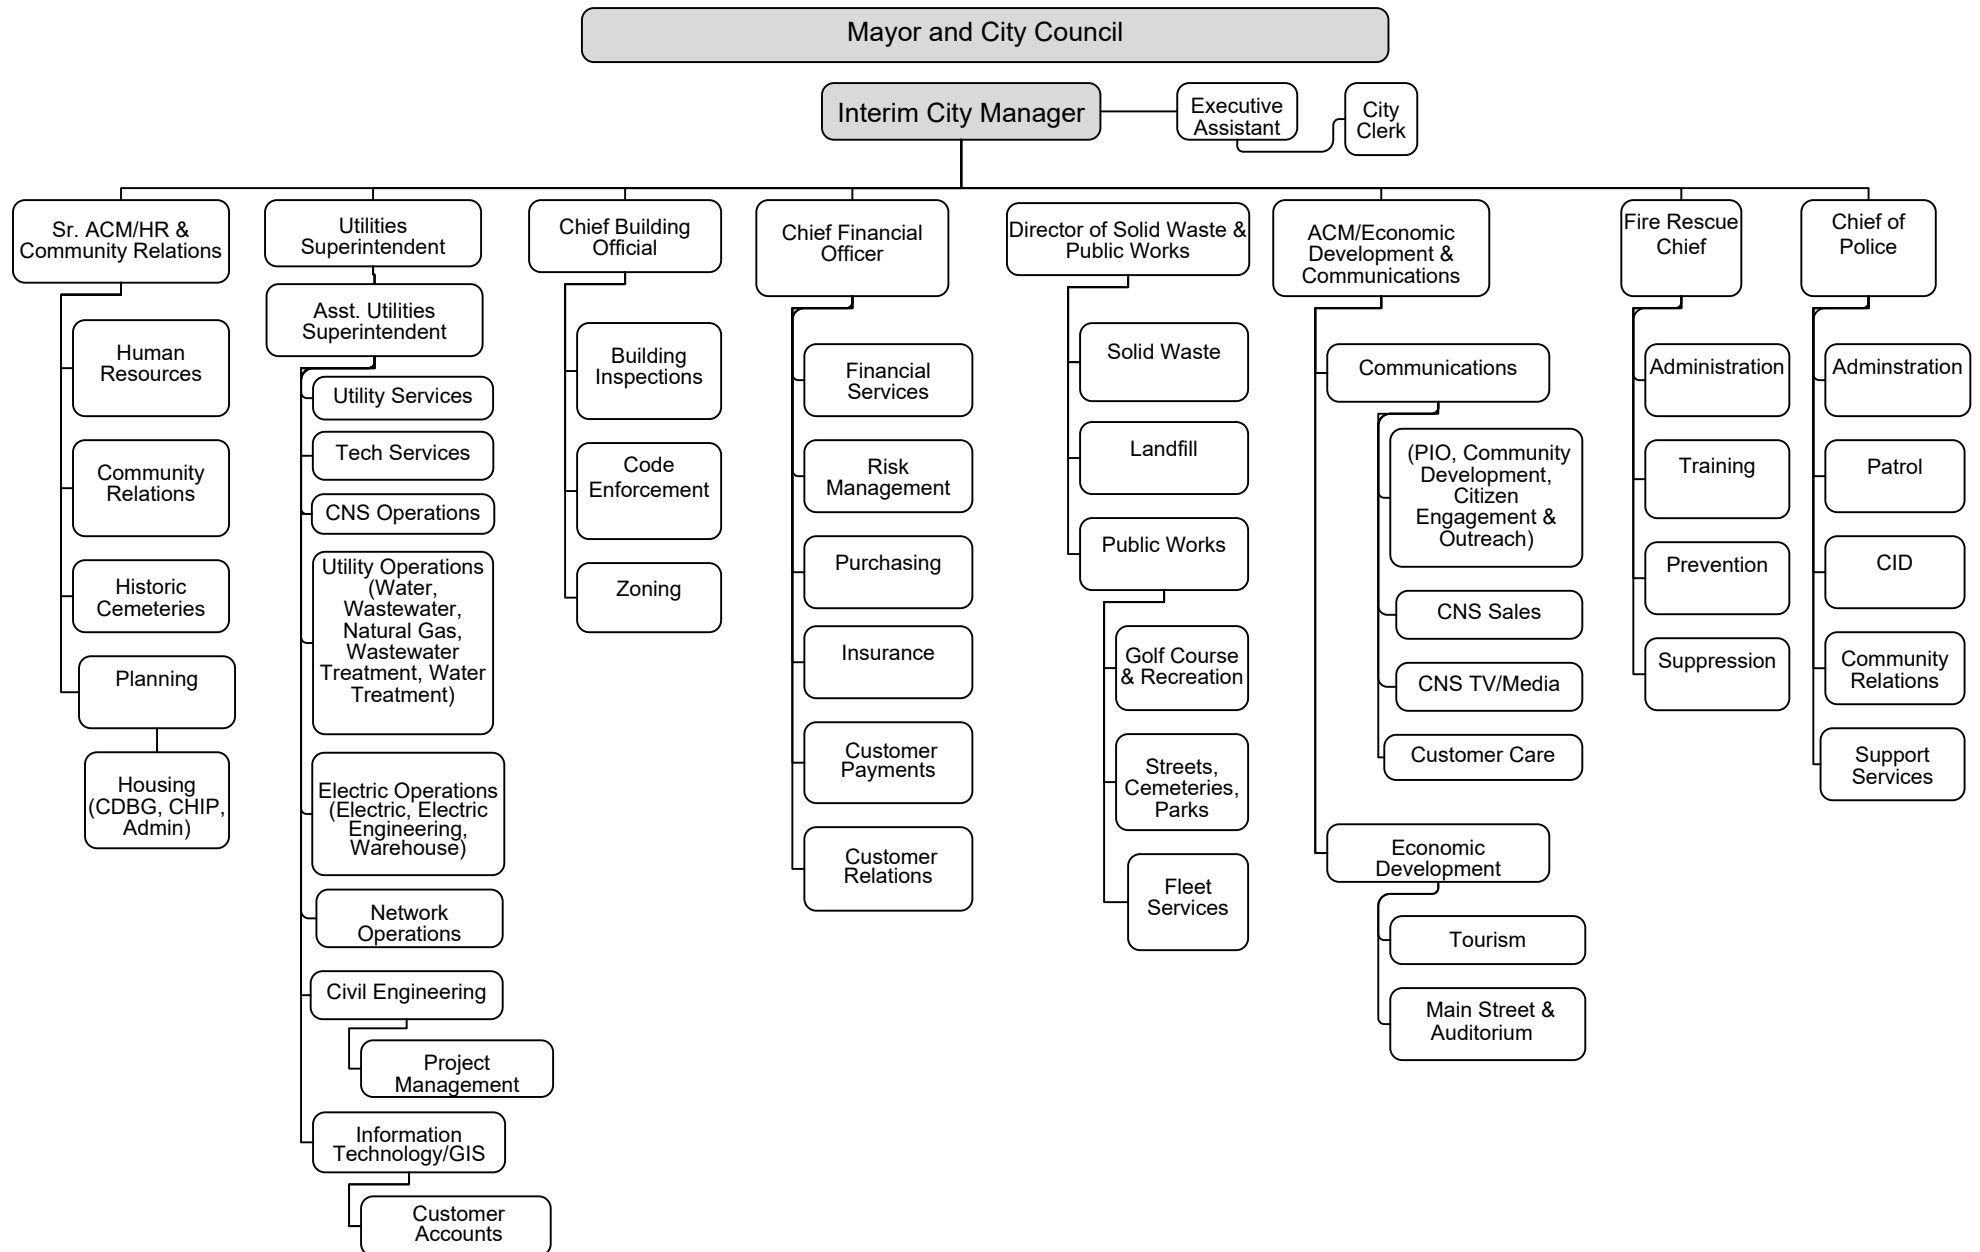 Mayor and City Council
Interim City Manager
Executive
Assistant
City
Clerk
Sr. ACM/HR &
Community Relations
Human
Resources
Community
Relations
Historic
Cemeteries
Planning
Housing
(CDBG, CHIP,
Admin)
Utilities
Superintendent
Asst. Utilities
Superintendent
Utility Services
Tech Services
CNS Operations
Utility Operations
(Water,
Wastewater,
Natural Gas,
Wastewater
Treatment, Water
Treatment)
Electric Operations
(Electric, Electric
Engineering,
Warehouse)
Network
Operations
Civil Engineering
Project
Management
Information
Technology/GIS
Customer
Accounts
Chief Building
Official
Building
Inspections
Code
Enforcement
Zoning
Chief Financial
Officer
Financial
Services
Risk
Management
Purchasing
Insurance
Customer
Payments
Customer
Relations
Director of Solid Waste &
Public Works
Solid Waste
Landfill
Public Works
Golf Course
& Recreation
Streets,
Cemeteries,
Parks
Fleet
Services
ACM/Economic
Development &
Communications
Communications
(PIO, Community
Development,
Citizen
Engagement &
Outreach)
CNS Sales
CNS TV/Media
Customer Care
Economic
Development
Tourism
Main Street &
Auditorium
Fire Rescue
Chief
Administration
Training
Prevention
Suppression
Chief of
Police
Adminstration
Patrol
CID
Community
Relations
Support
Services